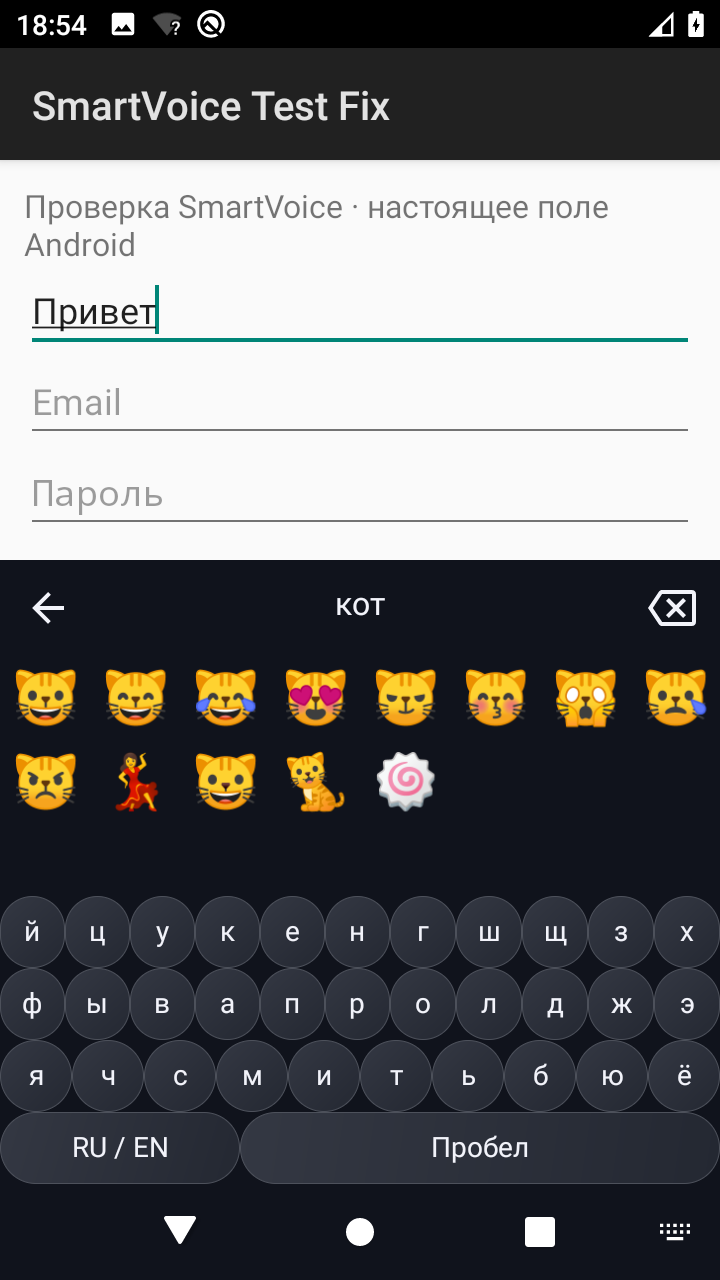 18:54
SmartVoice Test Fix
Проверка SmartVoice · настоящее поле
Android
Привет
Email
Пароль
кот
й ц у к е н г ш щ з х
ф ы в а п р о л д ж э
я ч с м и т ь б ю ё
RU / EN Пробел